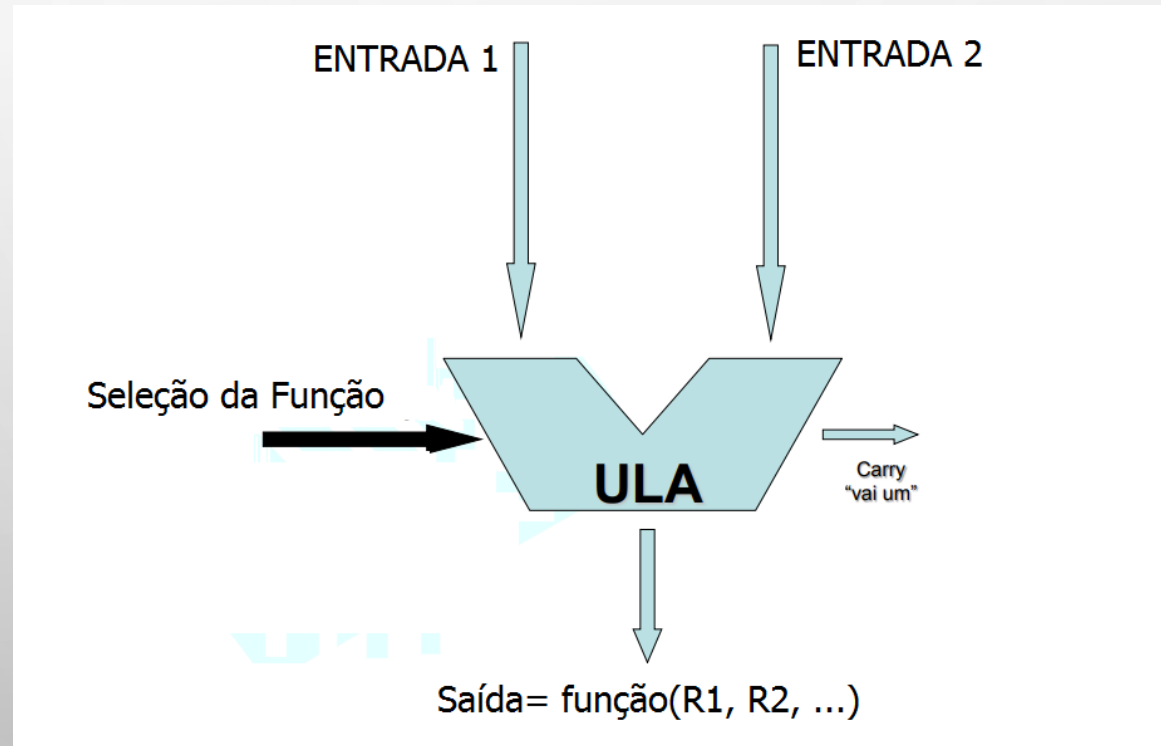 ENTRADA 1
ENTRADA 2
Seleção da Função
ULA
Carry
“vai um”
Saída= função(R1, R2, ...)